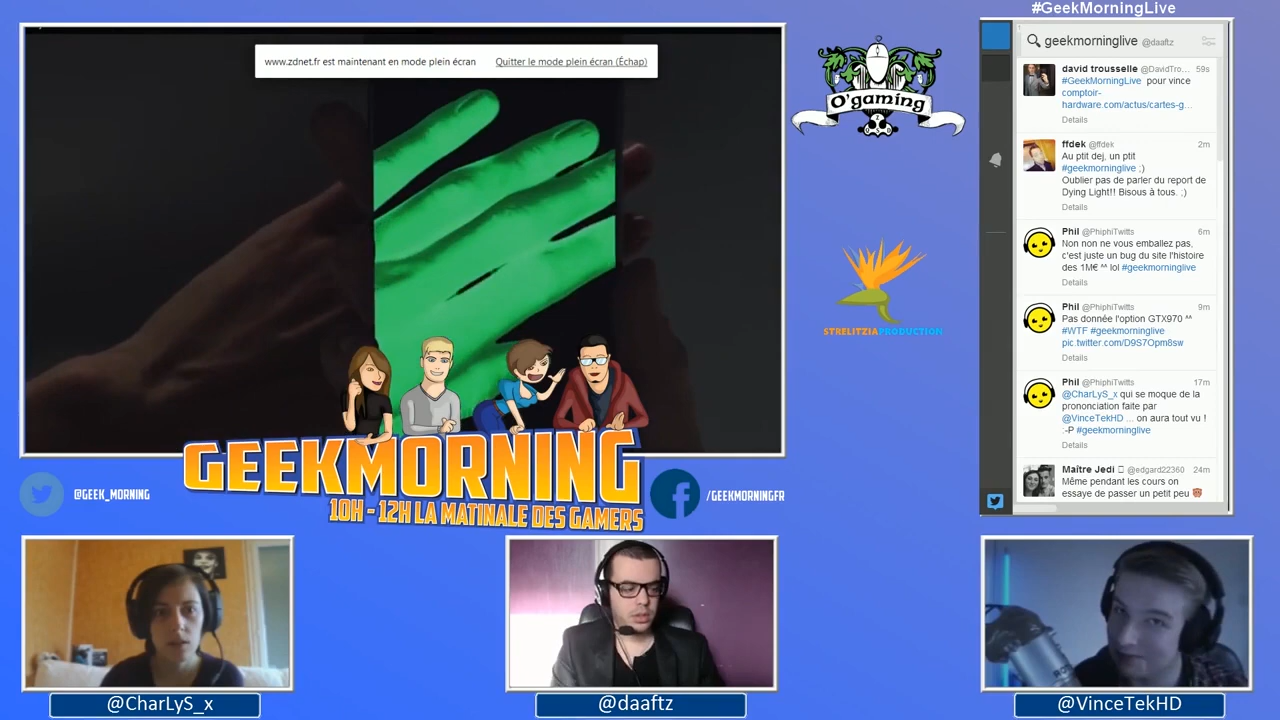 #GeekMorningLive
www.zdnet.fr est maintenant en mode plein écran Quitter le mode plein écran (Échap)
O'gaming
STRELITZIAPRODUCTION
geekmorninglive @daaftz
david trousselle @DavidTro... 59s
#GeekMorningLive pour vince
comptoir-
hardware.com/actus/cartes-g...
Details
ffdek @ffdek 2m
Au ptit dej, un ptit
#geekmorninglive ;)
Oublier pas de parler du report de
Dying Light!! Bisous à tous. ;)
Details
Phil @PhiphiTwitts 6m
Non non ne vous emballez pas,
c'est juste un bug du site l'histoire
des 1M€ ^^ lol #geekmorninglive
Details
Phil @PhiphiTwitts 9m
Pas donnée l'option GTX970 ^^
#WTF #geekmorninglive
pic.twitter.com/D9S7Opm8sw
Details
Phil @PhiphiTwitts 17m
@CharLyS_x qui se moque de la
prononciation faite par
@VinceTekHD ... on aura tout vu !
:-P #geekmorninglive
Details
Maître Jedi @edgard22360 24m
Même pendant les cours on
essaye de passer un petit peu
GEEKMORNING
10H - 12H LA MATINALE DES GAMERS
@GEEK_MORNING
/GEEKMORNINGFR
@CharLyS_x
@daaftz
@VinceTekHD